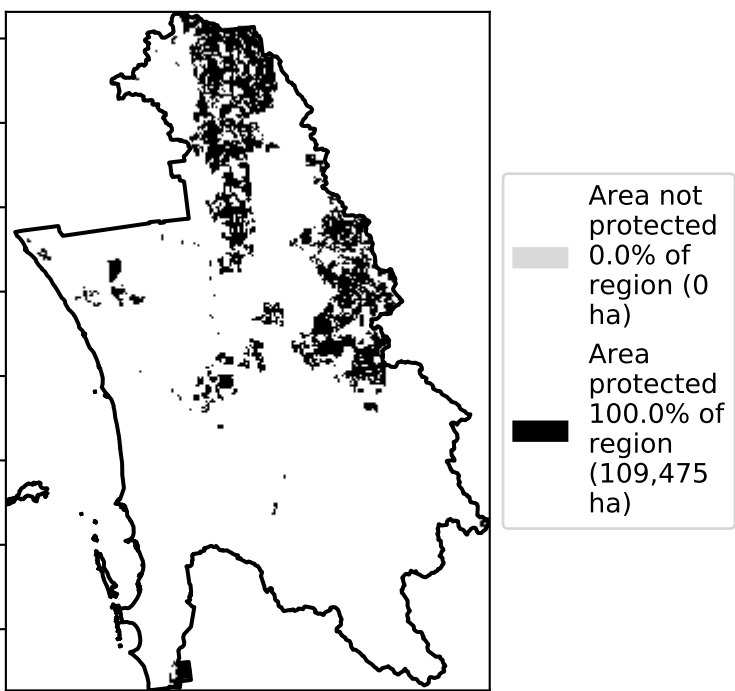 Area not
protected
0.0% of
region (0
ha)
Area
protected
100.0% of
region
(109,475
ha)